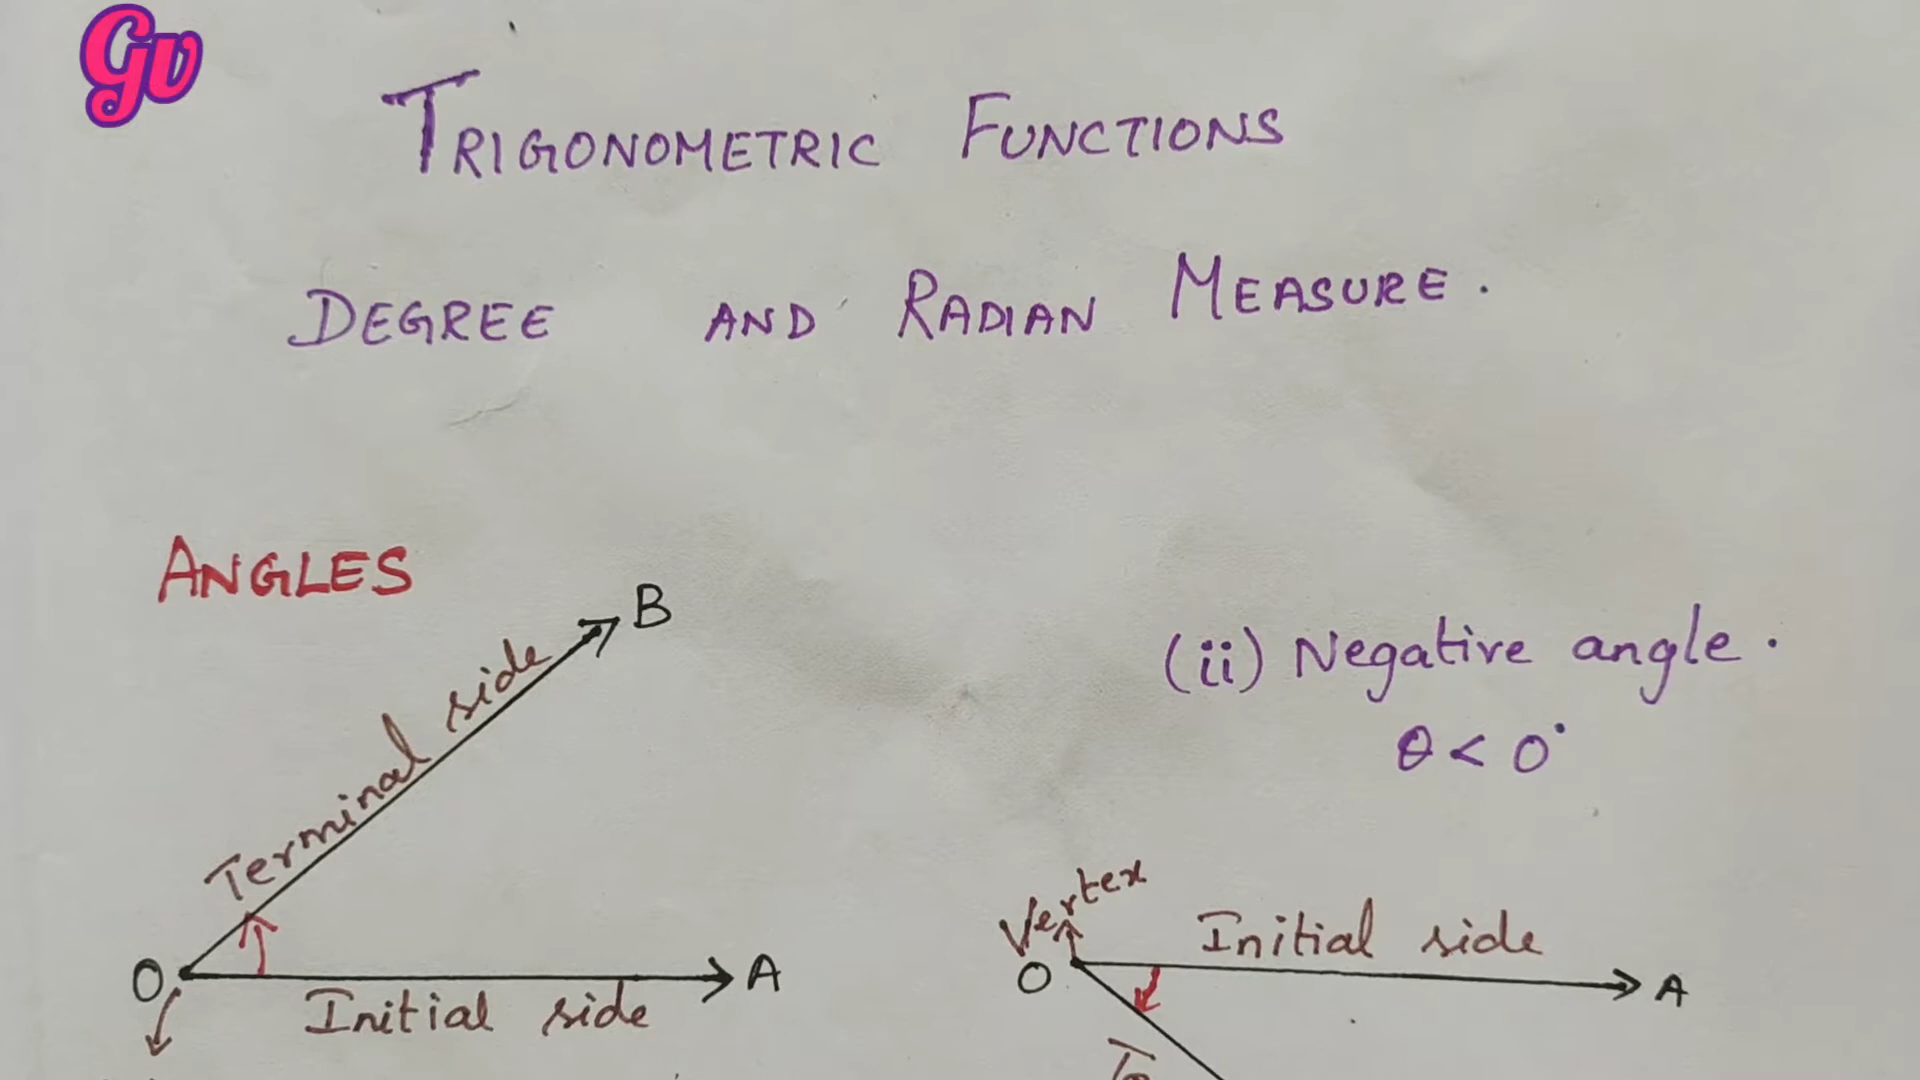 Gv
TRIGONOMETRIC FUNCTIONS
DEGREE AND RADIAN MEASURE.
ANGLES
B
Terminal side
O
A
Initial side
(ii) Negative angle.
θ < 0°
Vertex
Initial side
O
A